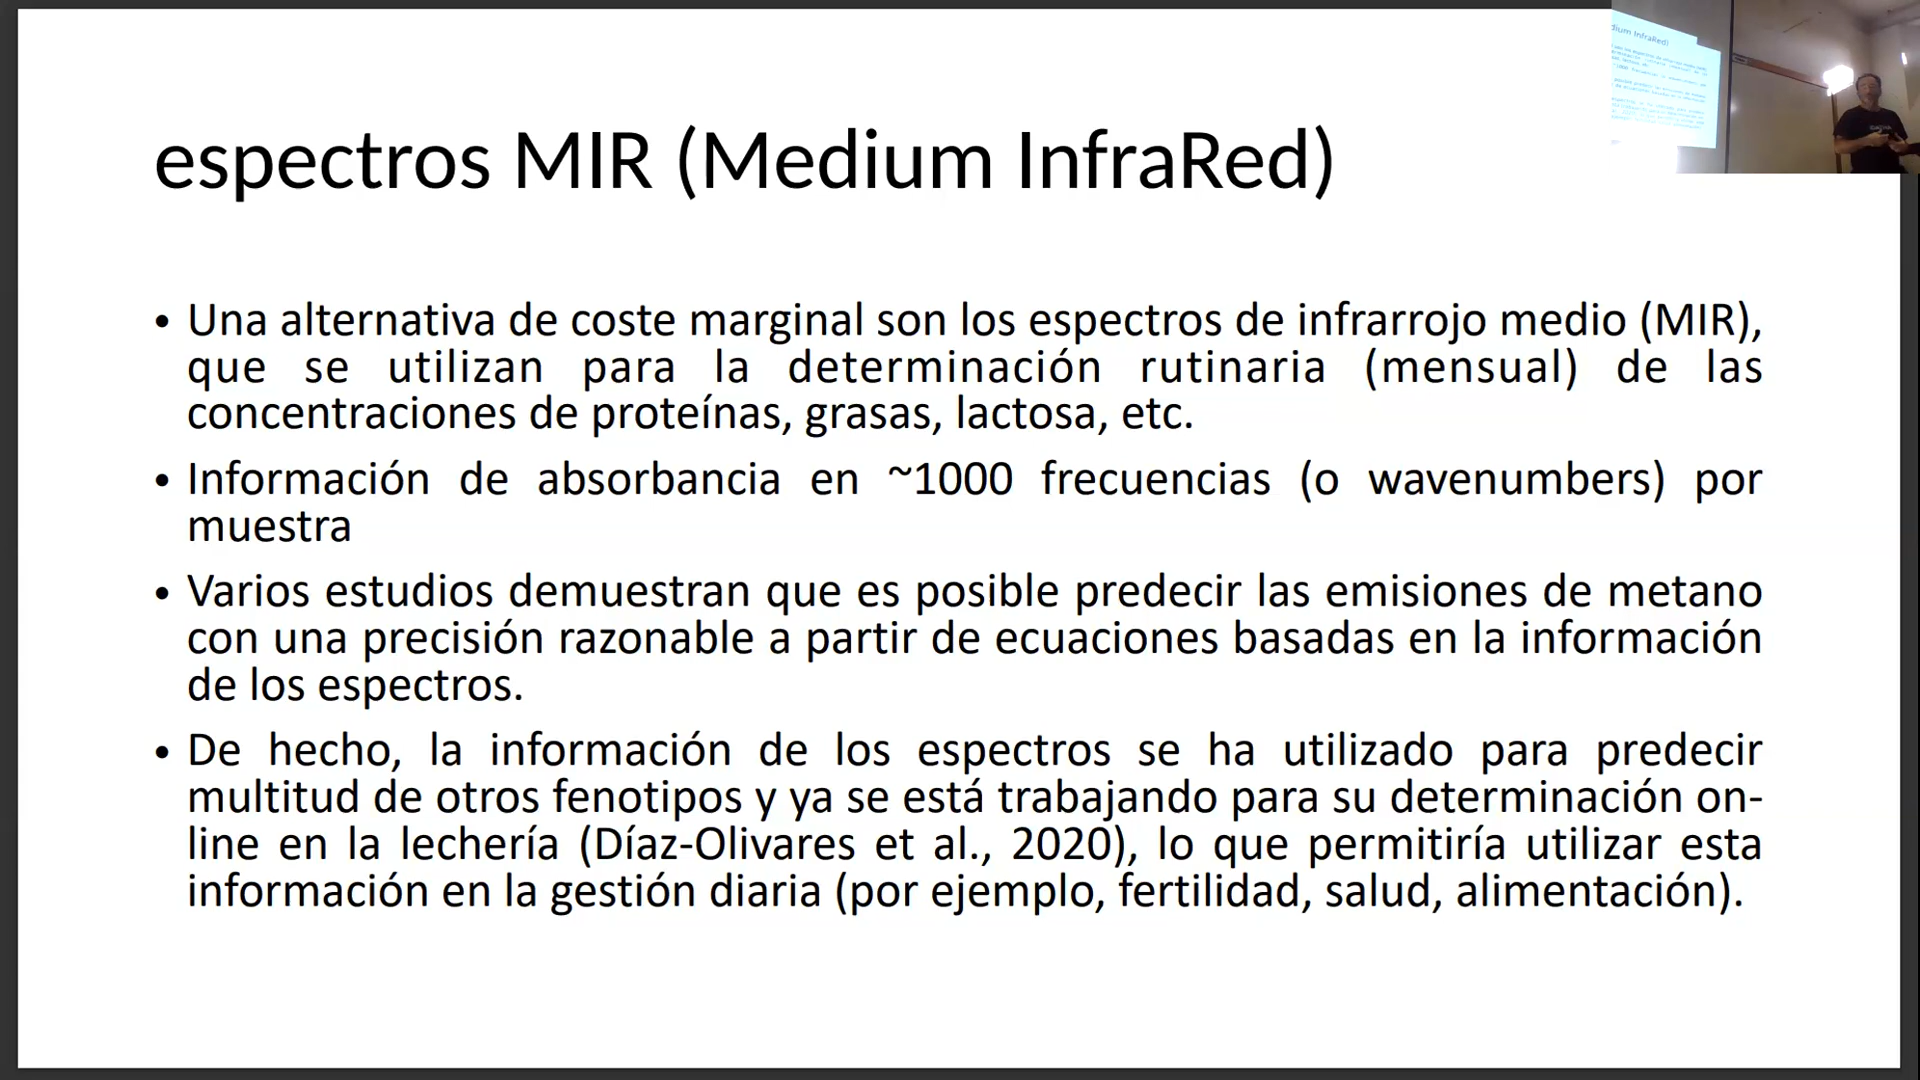 espectros MIR (Medium InfraRed)
• Una alternativa de coste marginal son los espectros de infrarrojo medio (MIR),
que se utilizan para la determinación rutinaria (mensual) de las
concentraciones de proteínas, grasas, lactosa, etc.
• Información de absorbancia en ~1000 frecuencias (o wavenumbers) por
muestra
• Varios estudios demuestran que es posible predecir las emisiones de metano
con una precisión razonable a partir de ecuaciones basadas en la información
de los espectros.
• De hecho, la información de los espectros se ha utilizado para predecir
multitud de otros fenotipos y ya se está trabajando para su determinación on-
line en la lechería (Díaz-Olivares et al., 2020), lo que permitiría utilizar esta
información en la gestión diaria (por ejemplo, fertilidad, salud, alimentación).
InfraRed)